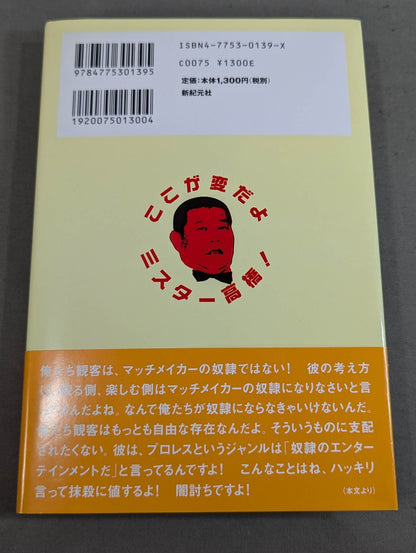 ISBN4-7753-0139-X
C0075 ¥1300E
定価:本体1,300円(税別)
新紀元社
9784775301395
1920075013004
ここが変だよ
ミスター高橋!
俺たち観客は、マッチメイカーの奴隷ではない! 彼の考え方
る側、楽しむ側はマッチメイカーの奴隷になりなさいと言
んだよね。なんで俺たちが奴隷にならなきゃいけないんだ。
たち観客はもっとも自由な存在なんだよ。そういうものに支配
されたくない。彼は、プロレスというジャンルは「奴隷のエンター
テインメントだ」と言ってるんですよ! こんなことはね、ハッキリ
言って抹殺に値するよ! 闇討ちですよ!
(本文より)